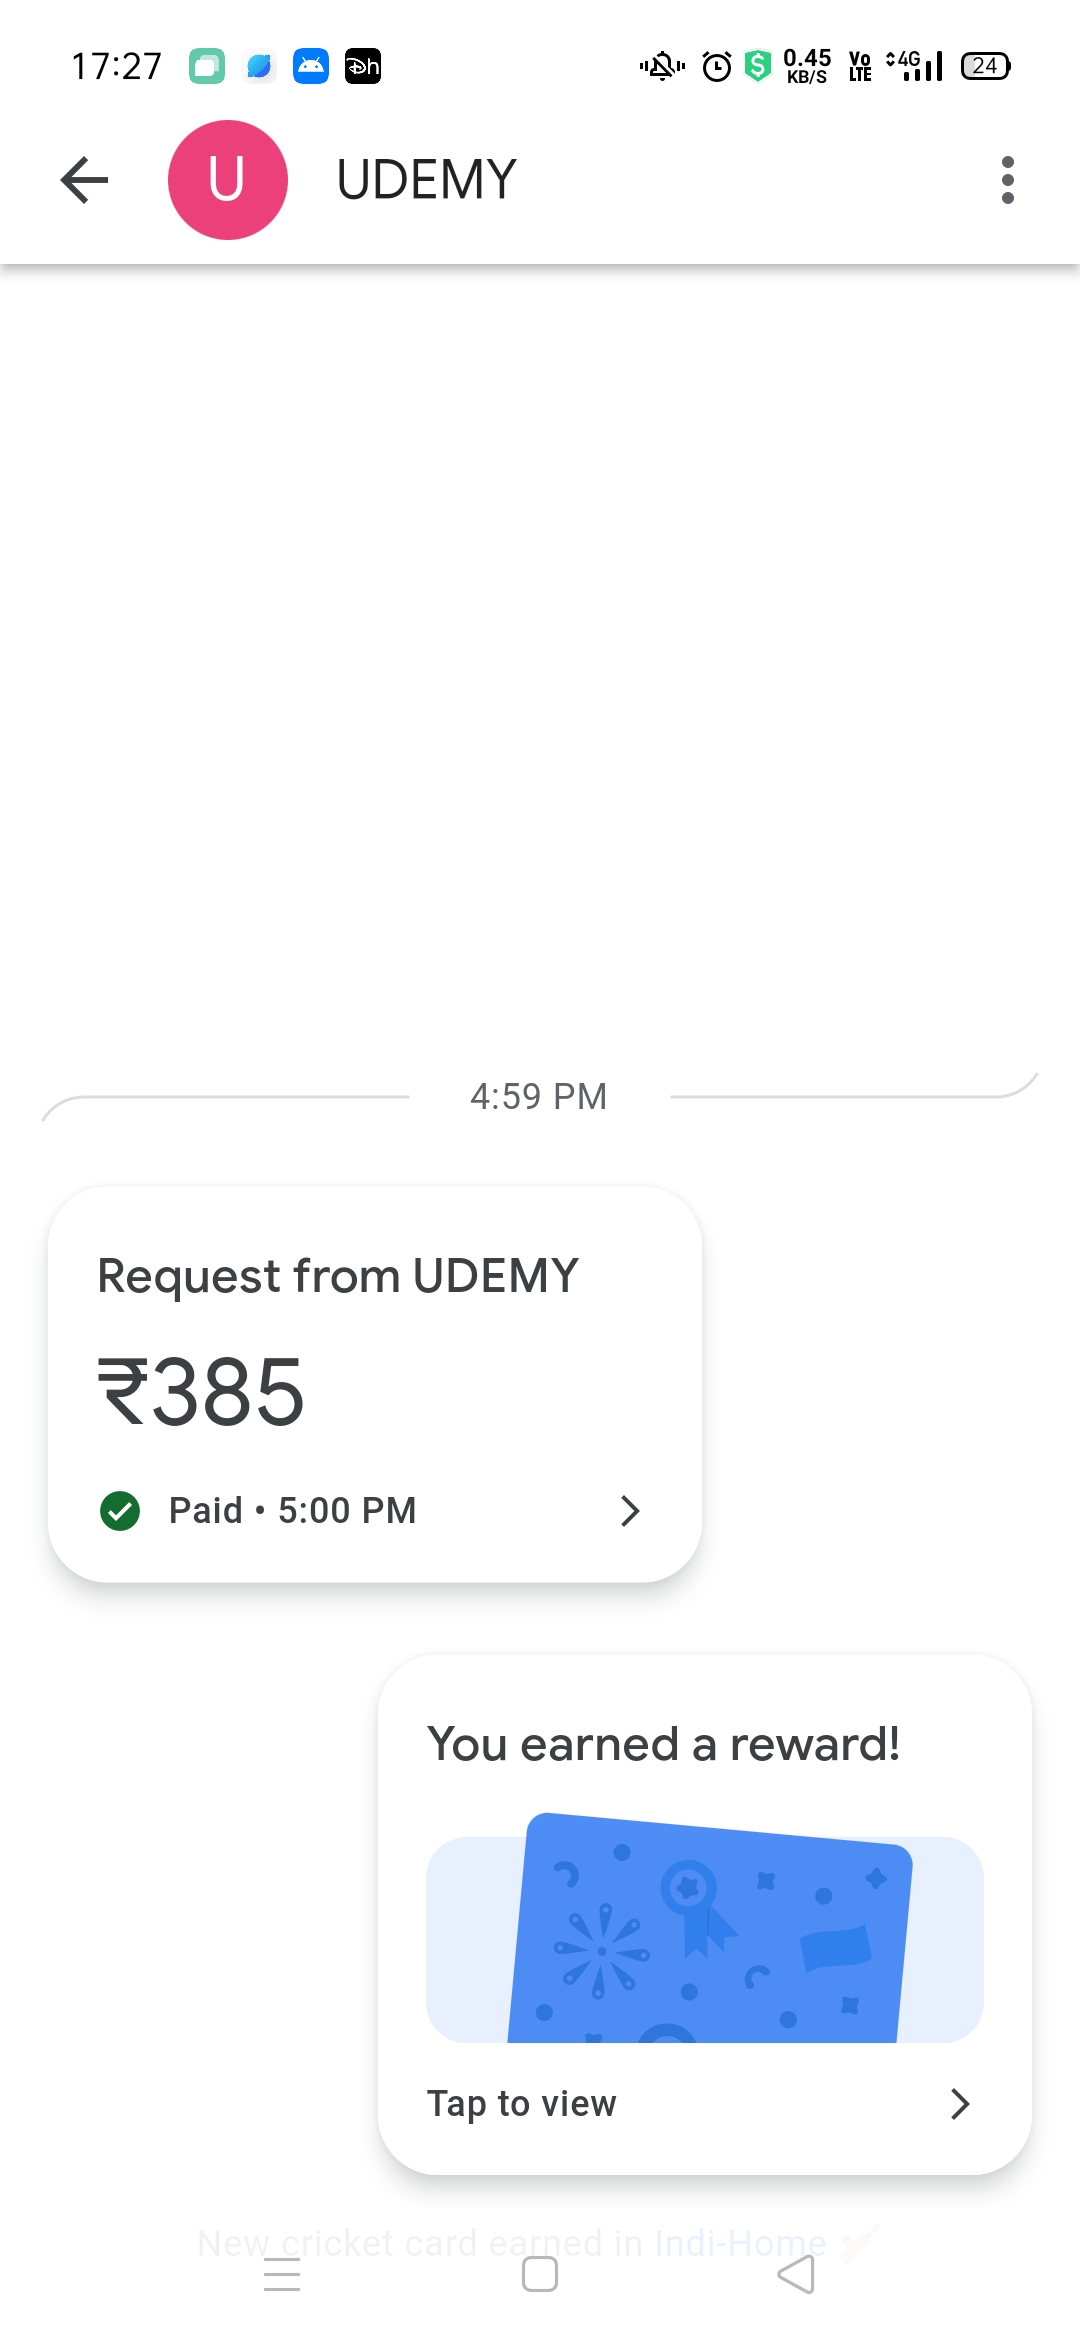 17:27 Dh 0.45 KB/S Vo LTE 4G 24
U UDEMY
4:59 PM
Request from UDEMY
₹385
Paid • 5:00 PM
You earned a reward!
Tap to view
New cricket card earned in Indi-Home